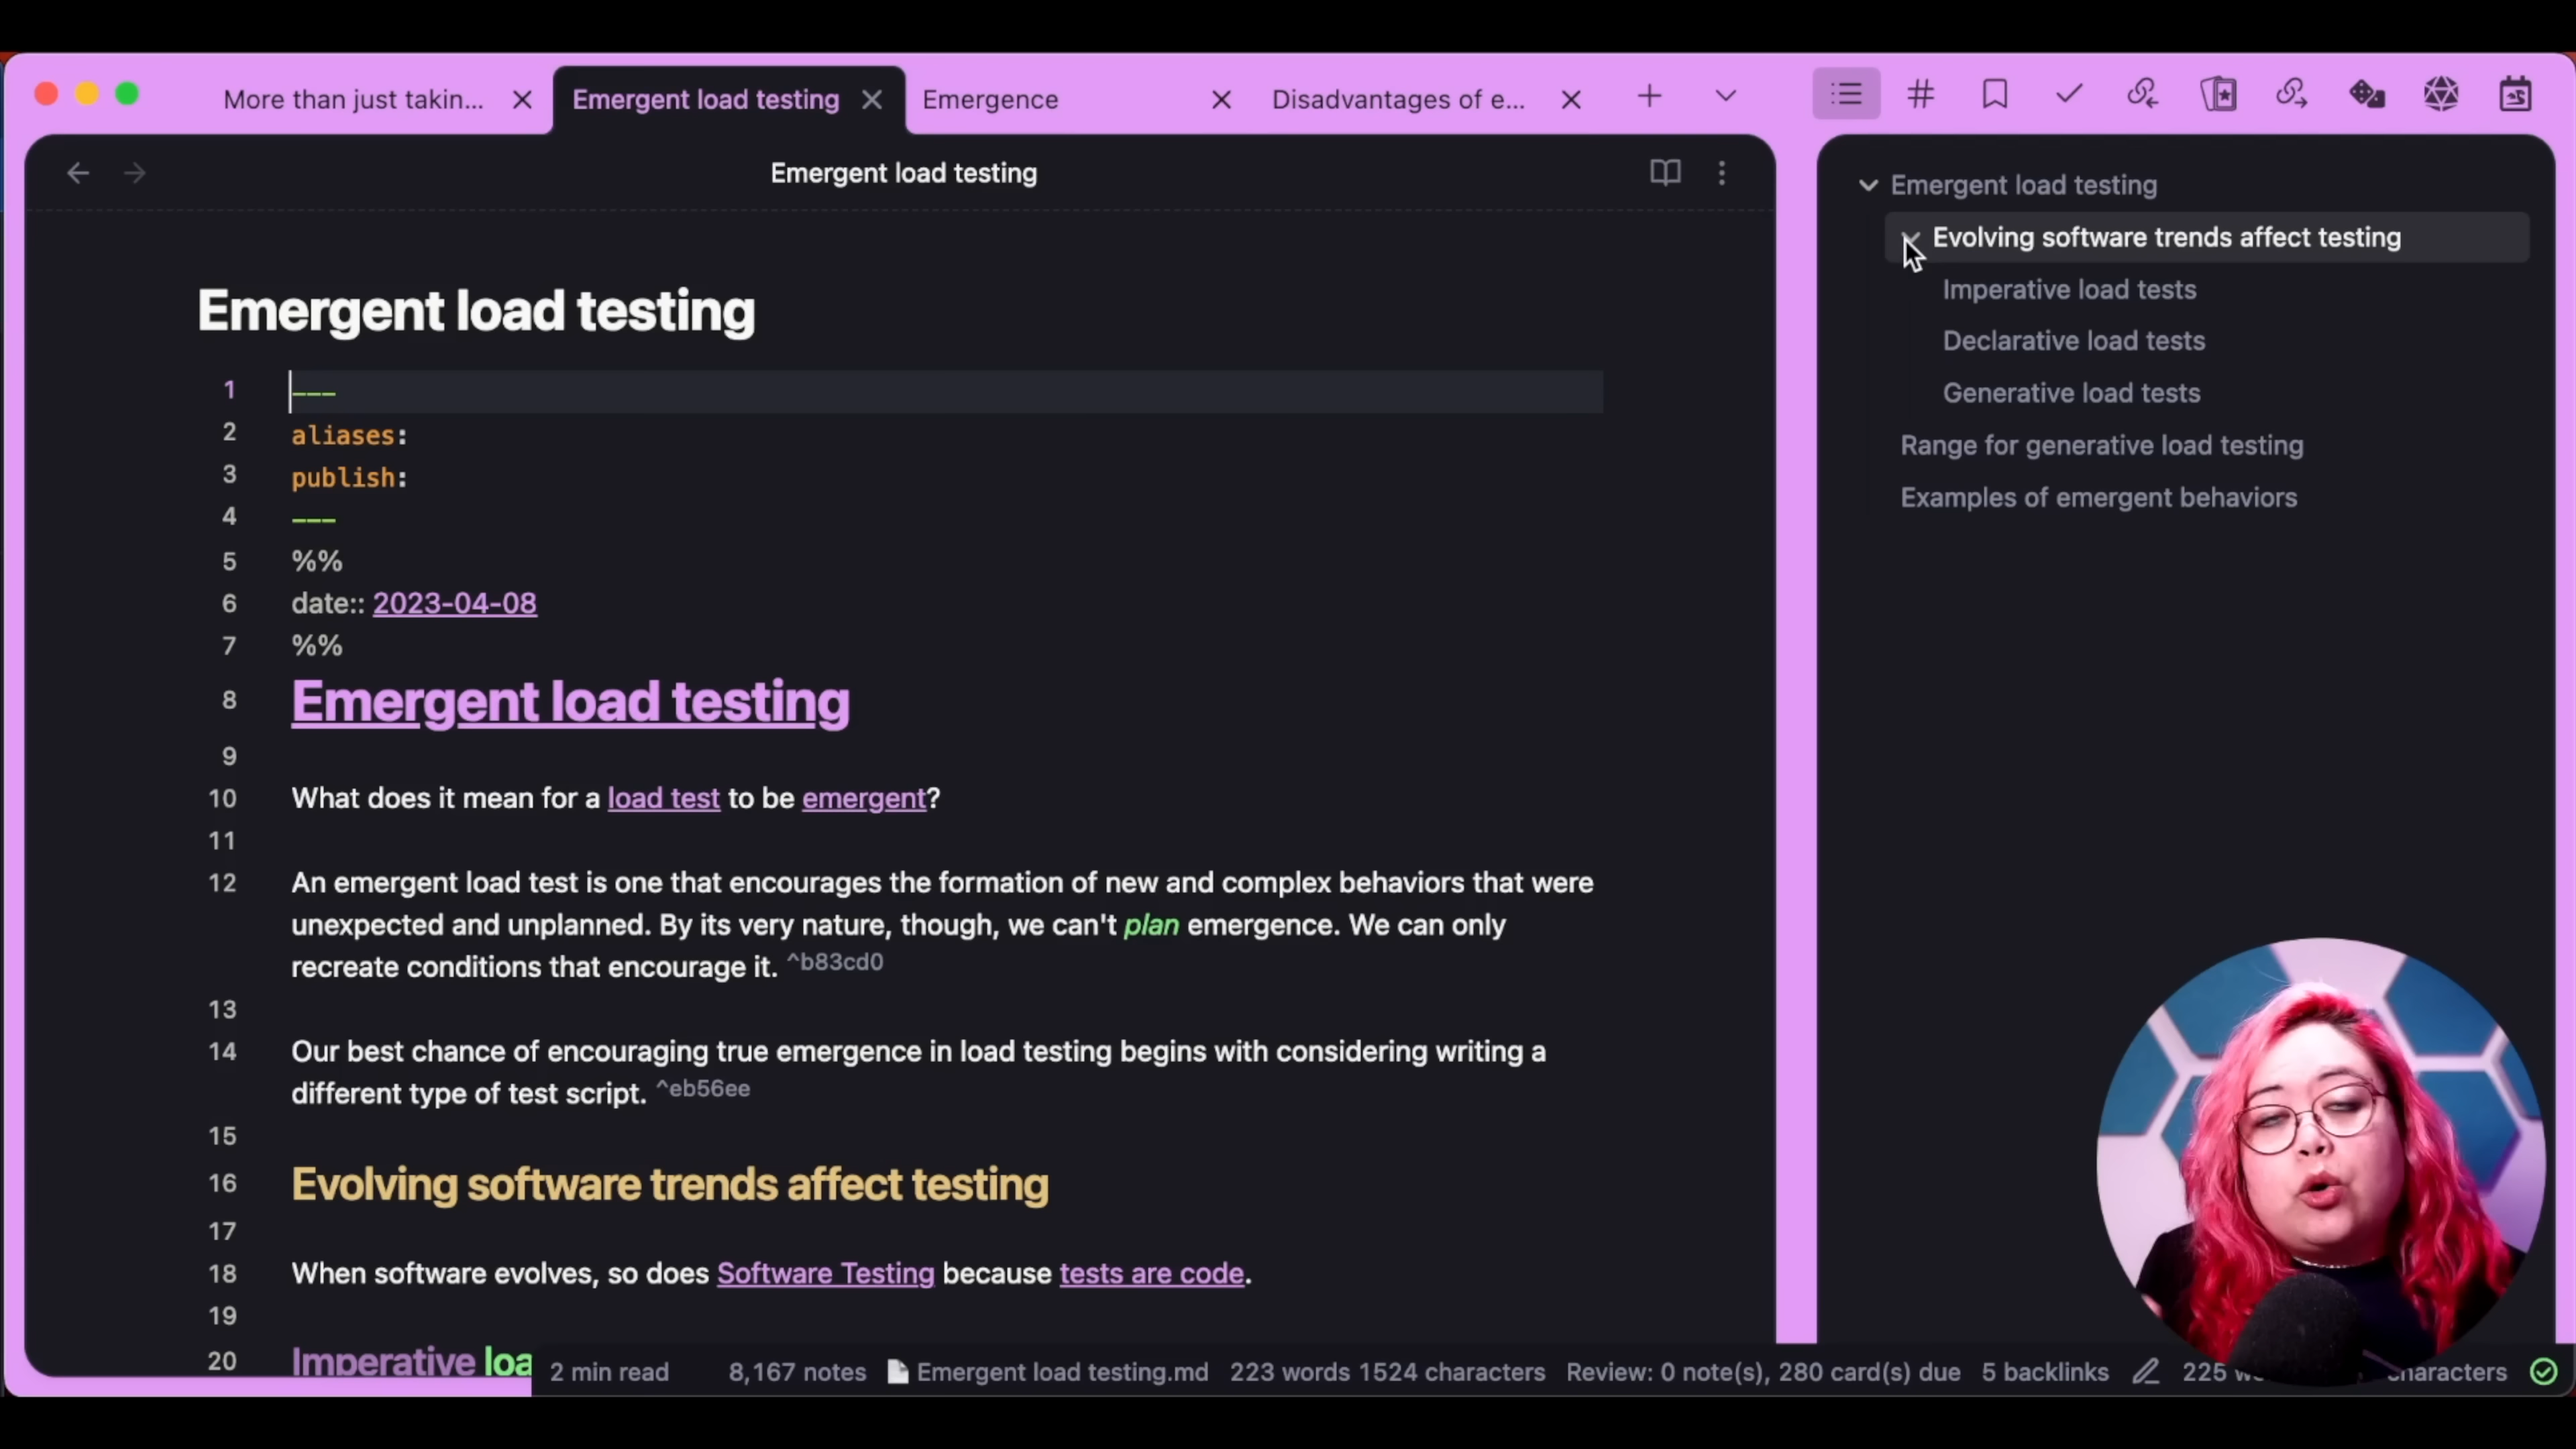 More than just takin...
Emergent load testing
Emergence
Disadvantages of e...
Emergent load testing
Emergent load testing
1 ---
2 aliases:
3 publish:
4 ---
5 %%
6 date:: 2023-04-08
7 %%
8 Emergent load testing
9
10 What does it mean for a load test to be emergent?
11
12 An emergent load test is one that encourages the formation of new and complex behaviors that were
unexpected and unplanned. By its very nature, though, we can't plan emergence. We can only
recreate conditions that encourage it. ^b83cd0
13
14 Our best chance of encouraging true emergence in load testing begins with considering writing a
different type of test script. ^eb56ee
15
16 Evolving software trends affect testing
17
18 When software evolves, so does Software Testing because tests are code.
19
20 Imperative loa
Emergent load testing
Evolving software trends affect testing
Imperative load tests
Declarative load tests
Generative load tests
Range for generative load testing
Examples of emergent behaviors
2 min read 8,167 notes Emergent load testing.md 223 words 1524 characters Review: 0 note(s), 280 card(s) due 5 backlinks 225